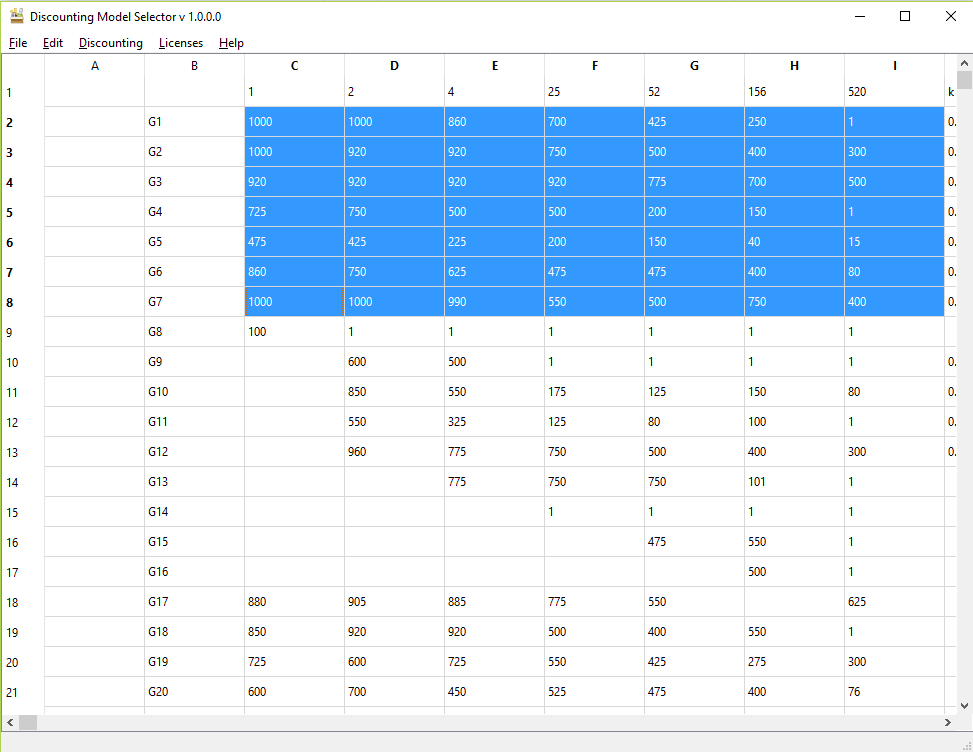 Discounting Model Selector v 1.0.0.0
File Edit Discounting Licenses Help
A B C D E F G H I
1 1 2 4 25 52 156 520 k
2 G1 1000 1000 860 700 425 250 1 0.
3 G2 1000 920 920 750 500 400 300 0.
4 G3 920 920 920 920 775 700 500 0.
5 G4 725 750 500 500 200 150 1 0.
6 G5 475 425 225 200 150 40 15 0.
7 G6 860 750 625 475 475 400 80 0.
8 G7 1000 1000 990 550 500 750 400 0.
9 G8 100 1 1 1 1 1 1
10 G9 600 500 1 1 1 1 0.
11 G10 850 550 175 125 150 80 0.
12 G11 550 325 125 80 100 1 0.
13 G12 960 775 750 500 400 300 0.
14 G13 775 750 750 101 1
15 G14 1 1 1 1
16 G15 475 550 1
17 G16 500 1
18 G17 880 905 885 775 550 625
19 G18 850 920 920 500 400 550 1
20 G19 725 600 725 550 425 275 300
21 G20 600 700 450 525 475 400 76